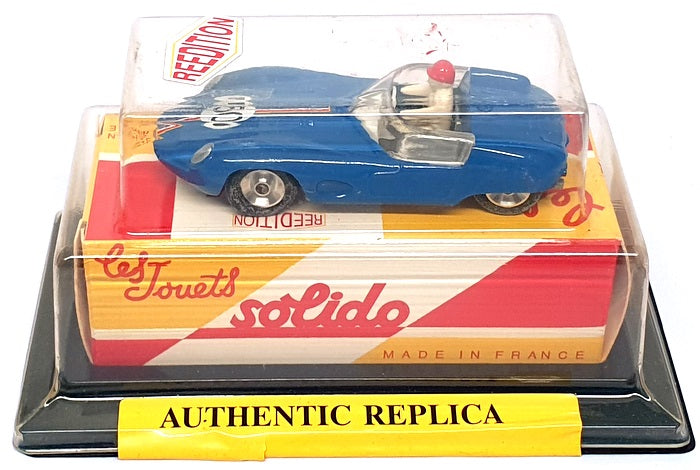 REEDITION
REEDITION
les Jouets
solido
MADE IN FRANCE
AUTHENTIC REPLICA